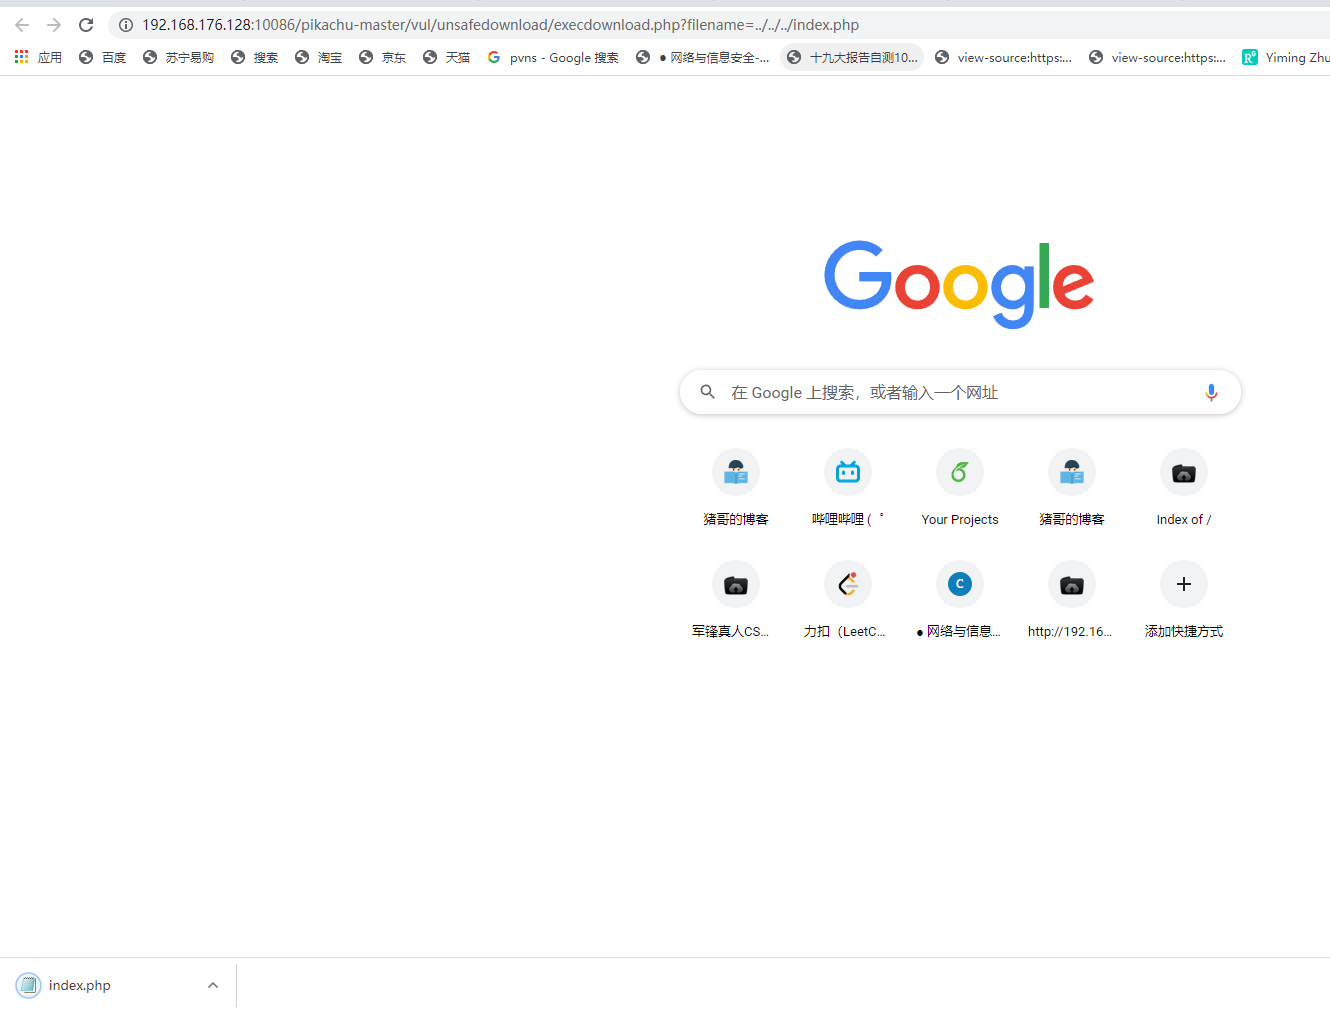 192.168.176.128:10086/pikachu-master/vul/unsafedownload/execdownload.php?filename=../../../index.php
应用 百度 苏宁易购 搜索 淘宝 京东 天猫 pvns - Google 搜索 ● 网络与信息安全-... 十九大报告自测10... view-source:https:... view-source:https:... Yiming Zhu
Google
在 Google 上搜索，或者输入一个网址
猪哥的博客 哔哩哔哩 ( ゜ Your Projects 猪哥的博客 Index of /
军锋真人CS... 力扣（LeetC... ● 网络与信息... http://192.16... 添加快捷方式
index.php